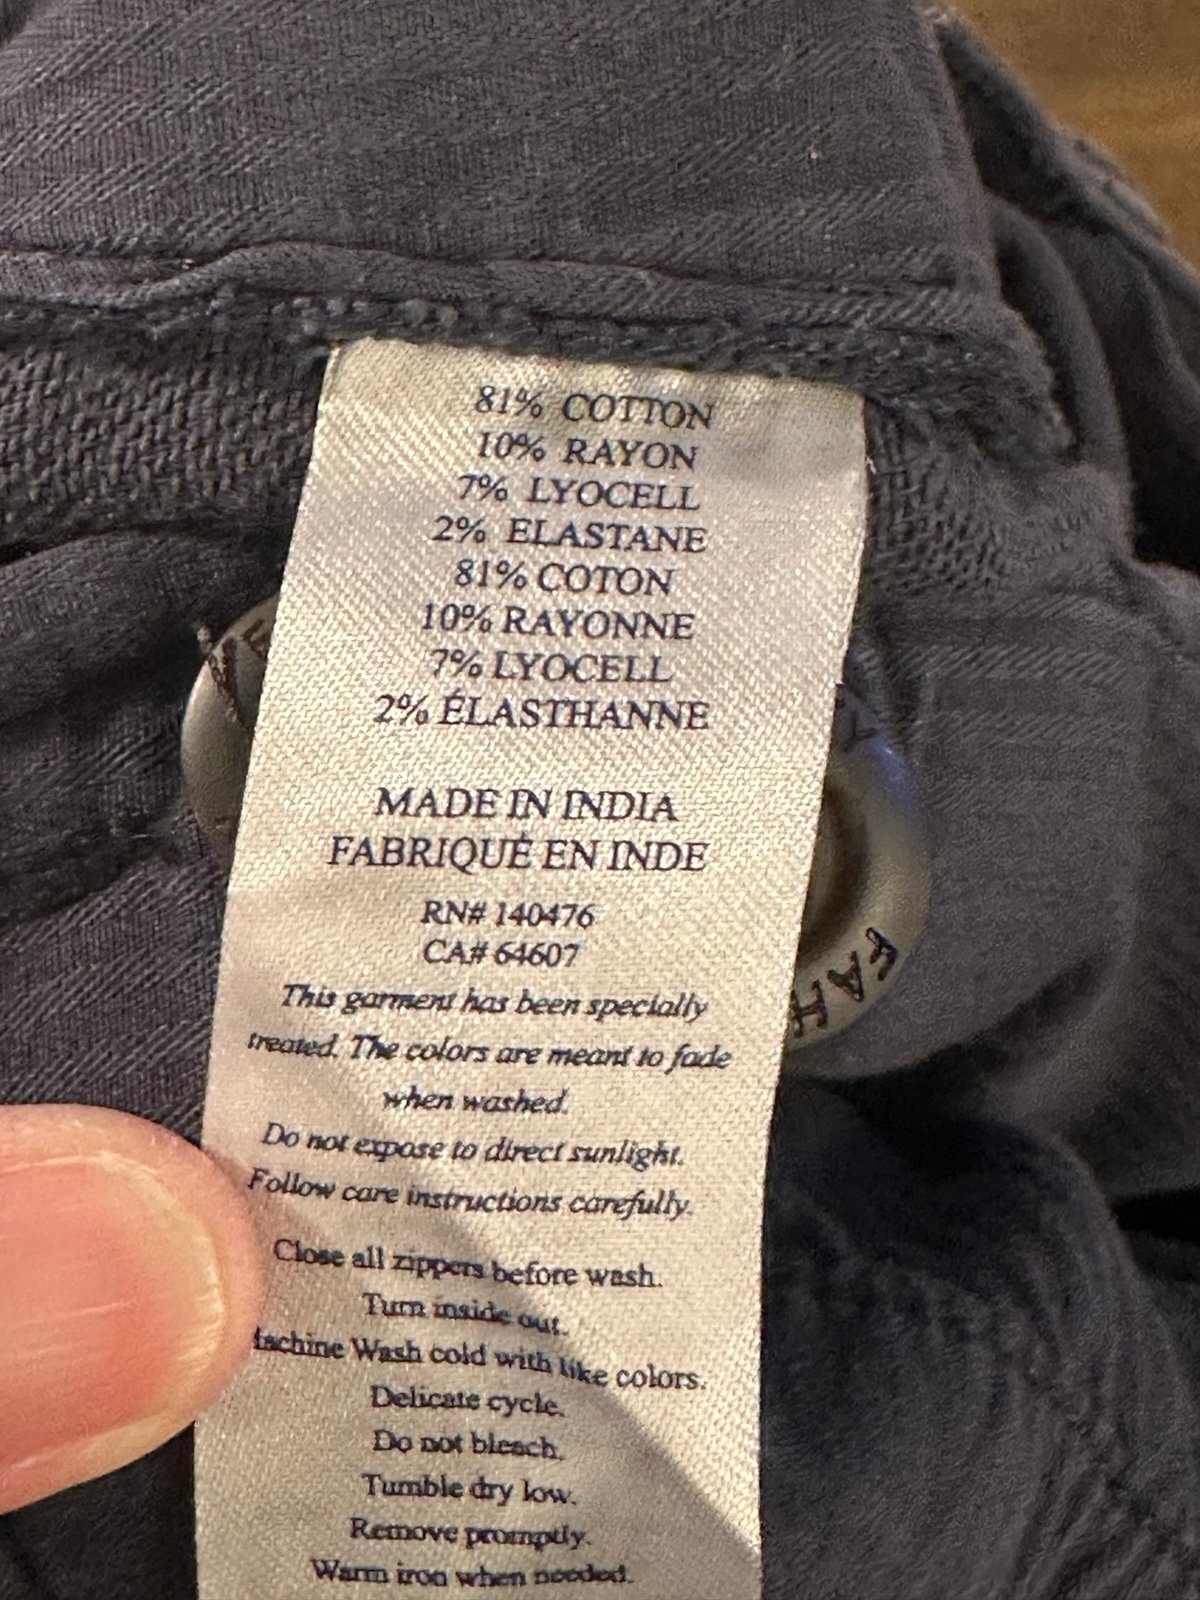 81% COTTON
10% RAYON
7% LYOCELL
2% ELASTANE
81% COTON
10% RAYONNE
7% LYOCELL
2% ÉLASTHANNE
MADE IN INDIA
FABRIQUÉ EN INDE
RN# 140476
CA# 64607
This garment has been specially
treated. The colors are meant to fade
when washed.
Do not expose to direct sunlight.
Follow care instructions carefully.
Close all zippers before wash.
Turn inside out.
achine Wash cold with like colors.
Delicate cycle.
Do not bleach.
Tumble dry low.
Remove promptly.
Warm iron when needed.
FAH